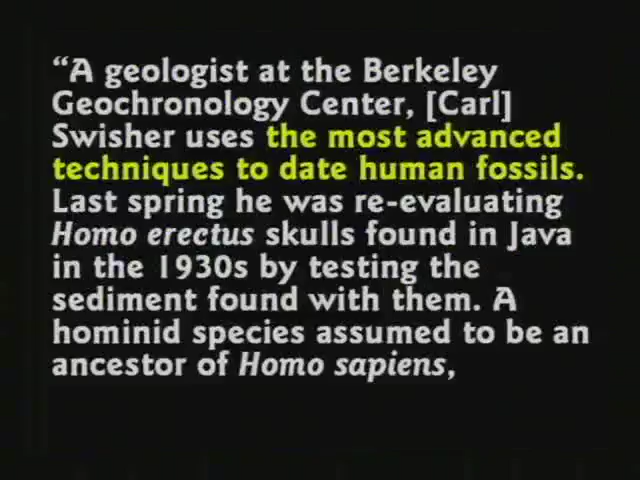 “A geologist at the Berkeley
Geochronology Center, [Carl]
Swisher uses the most advanced
techniques to date human fossils.
Last spring he was re-evaluating
Homo erectus skulls found in Java
in the 1930s by testing the
sediment found with them. A
hominid species assumed to be an
ancestor of Homo sapiens,